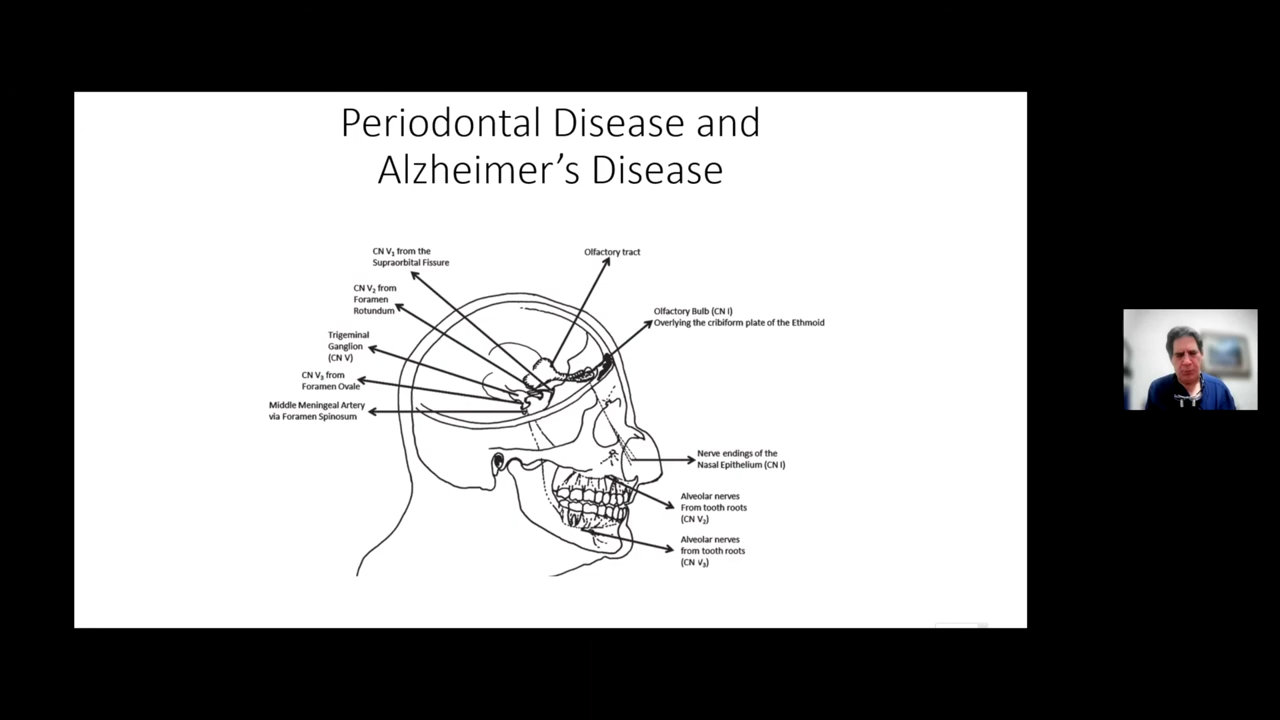 Periodontal Disease and
Alzheimer’s Disease
CN V₁ from the
Supraorbital Fissure
Olfactory tract
CN V₂ from
Foramen
Rotundum
Olfactory Bulb (CN I)
Overlying the cribiform plate of the Ethmoid
Trigeminal
Ganglion
(CN V)
CN V₃ from
Foramen Ovale
Middle Meningeal Artery
via Foramen Spinosum
Nerve endings of the
Nasal Epithelium (CN I)
Alveolar nerves
From tooth roots
(CN V₂)
Alveolar nerves
from tooth roots
(CN V₃)